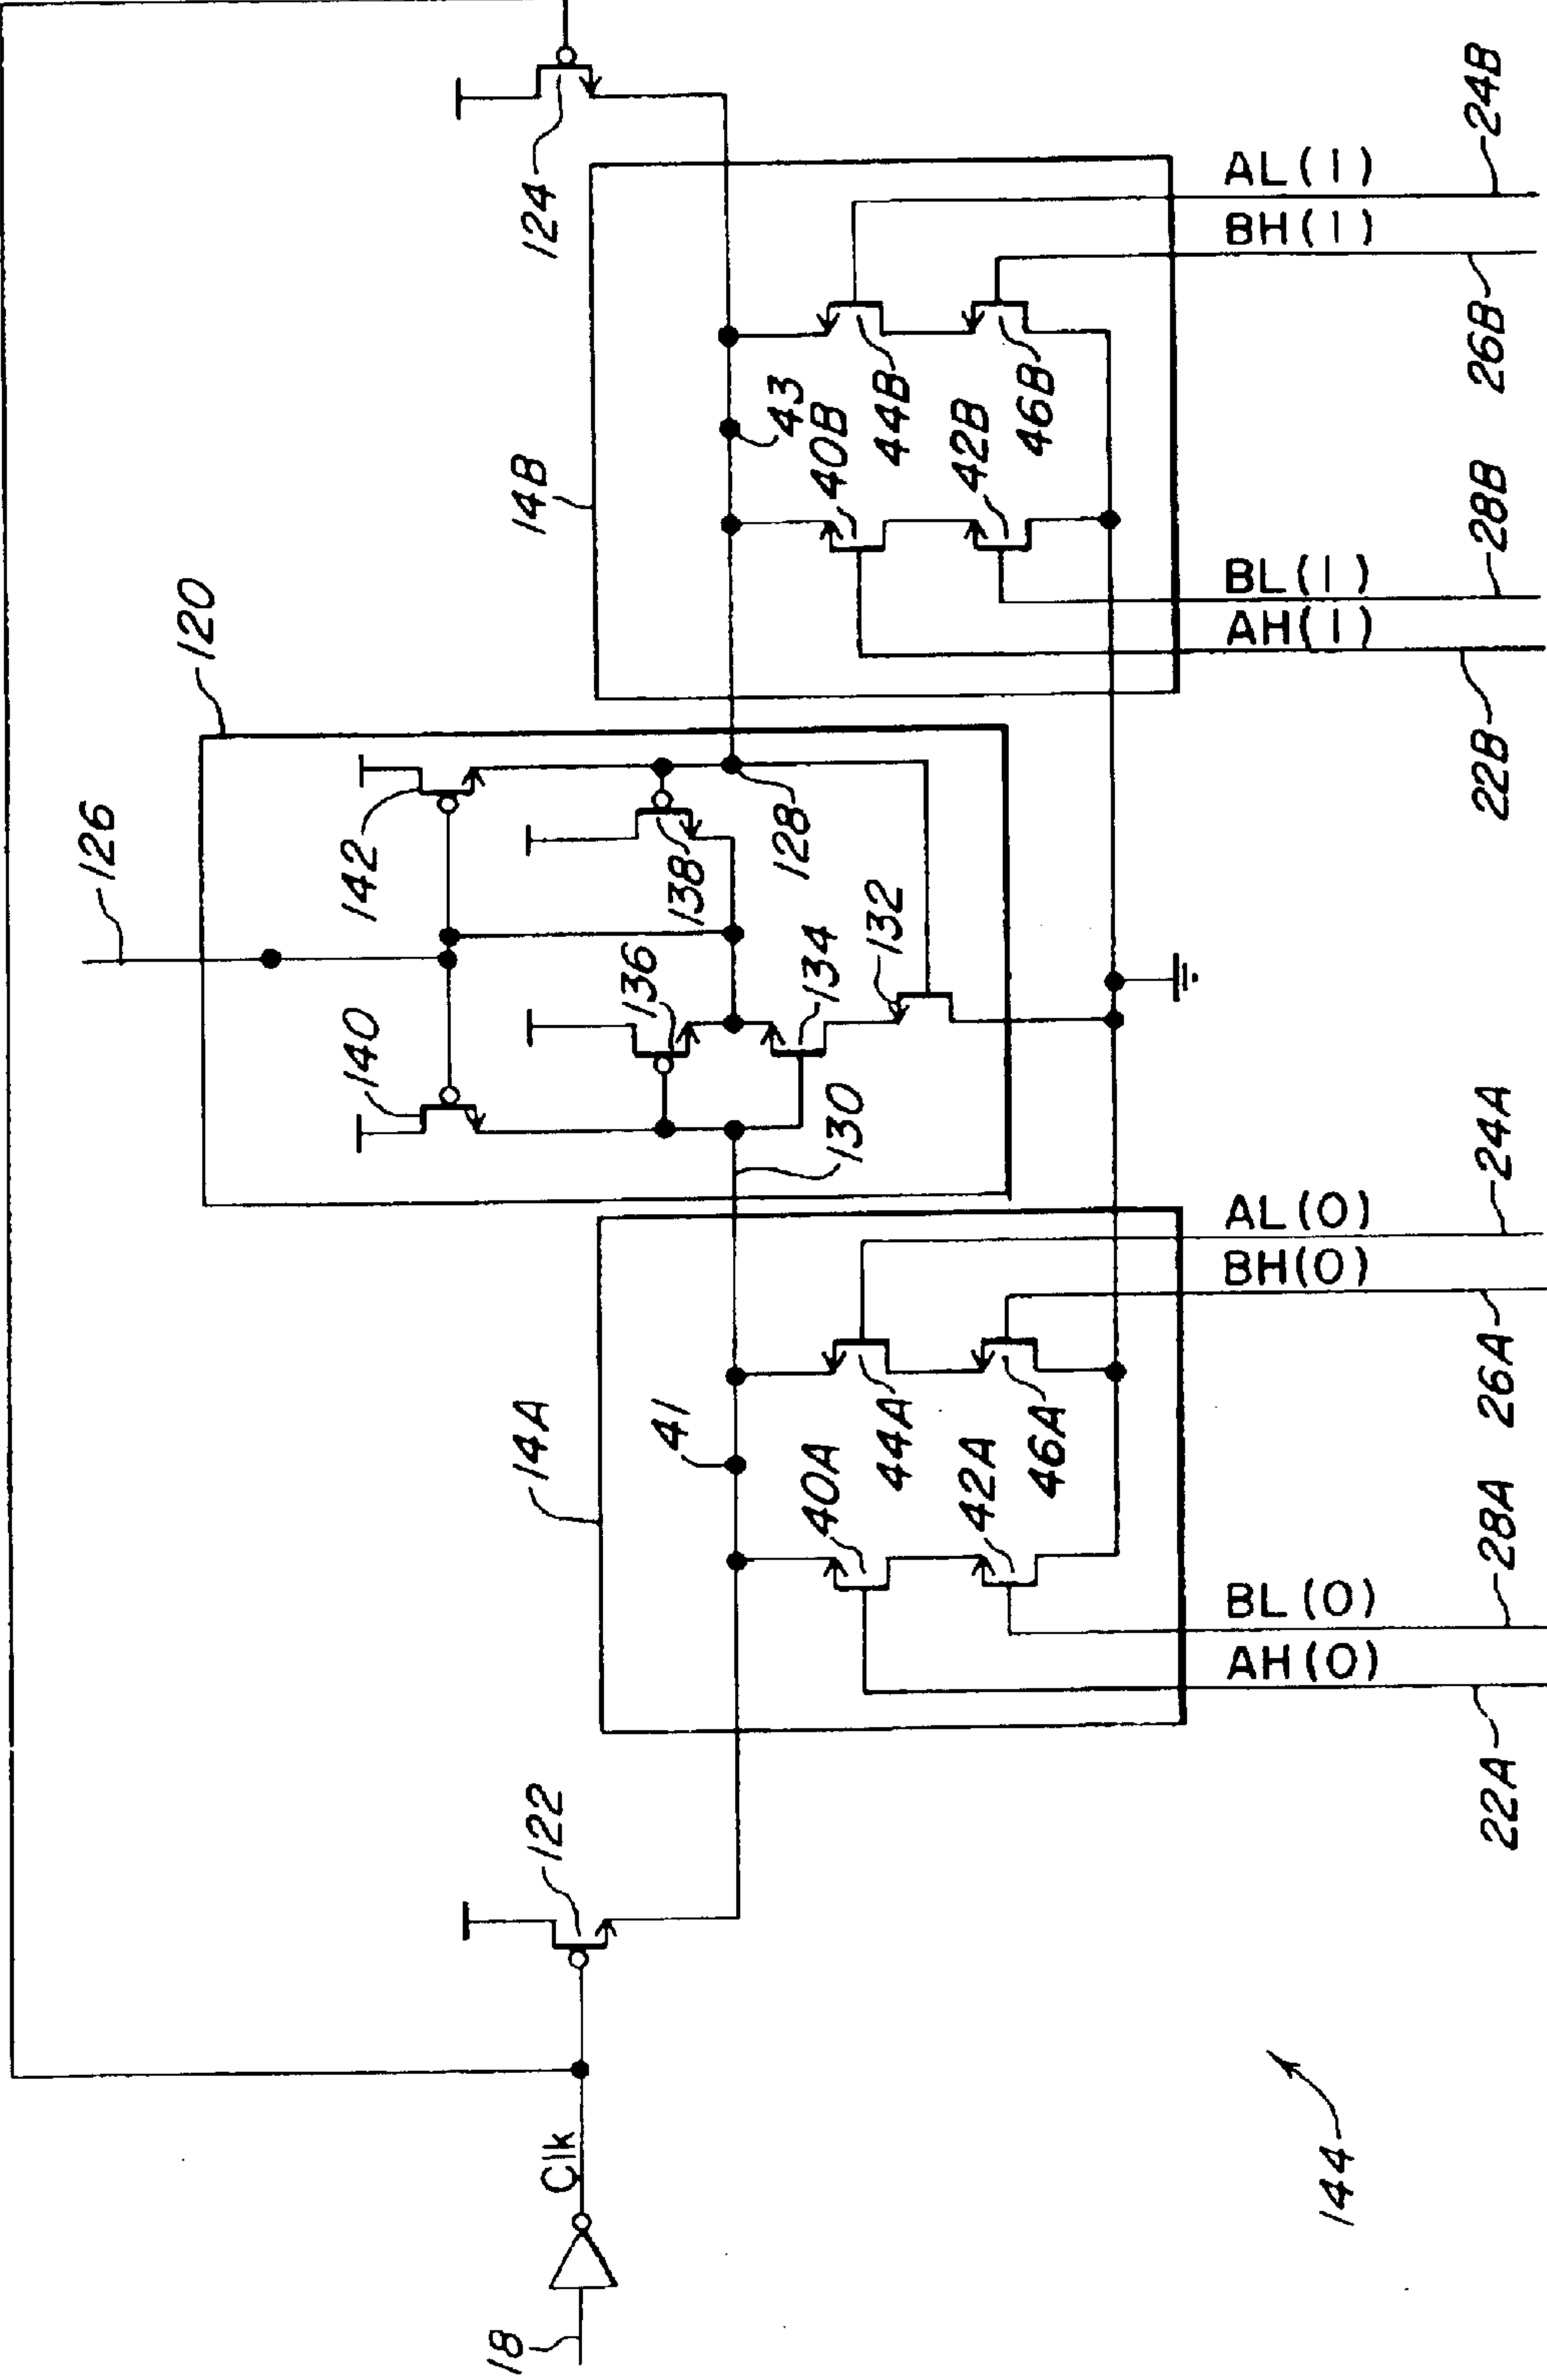 126
120
142
140
138
136
128
134
132
130
124
14B
43
40B
44B
42B
46B
AL(1)
BH(1)
BL(1)
AH(1)
24B
26B
28B
22B
14A
41
40A
44A
42A
46A
AL(0)
BH(0)
BL(0)
AH(0)
24A
26A
28A
22A
122
Clk
18
144